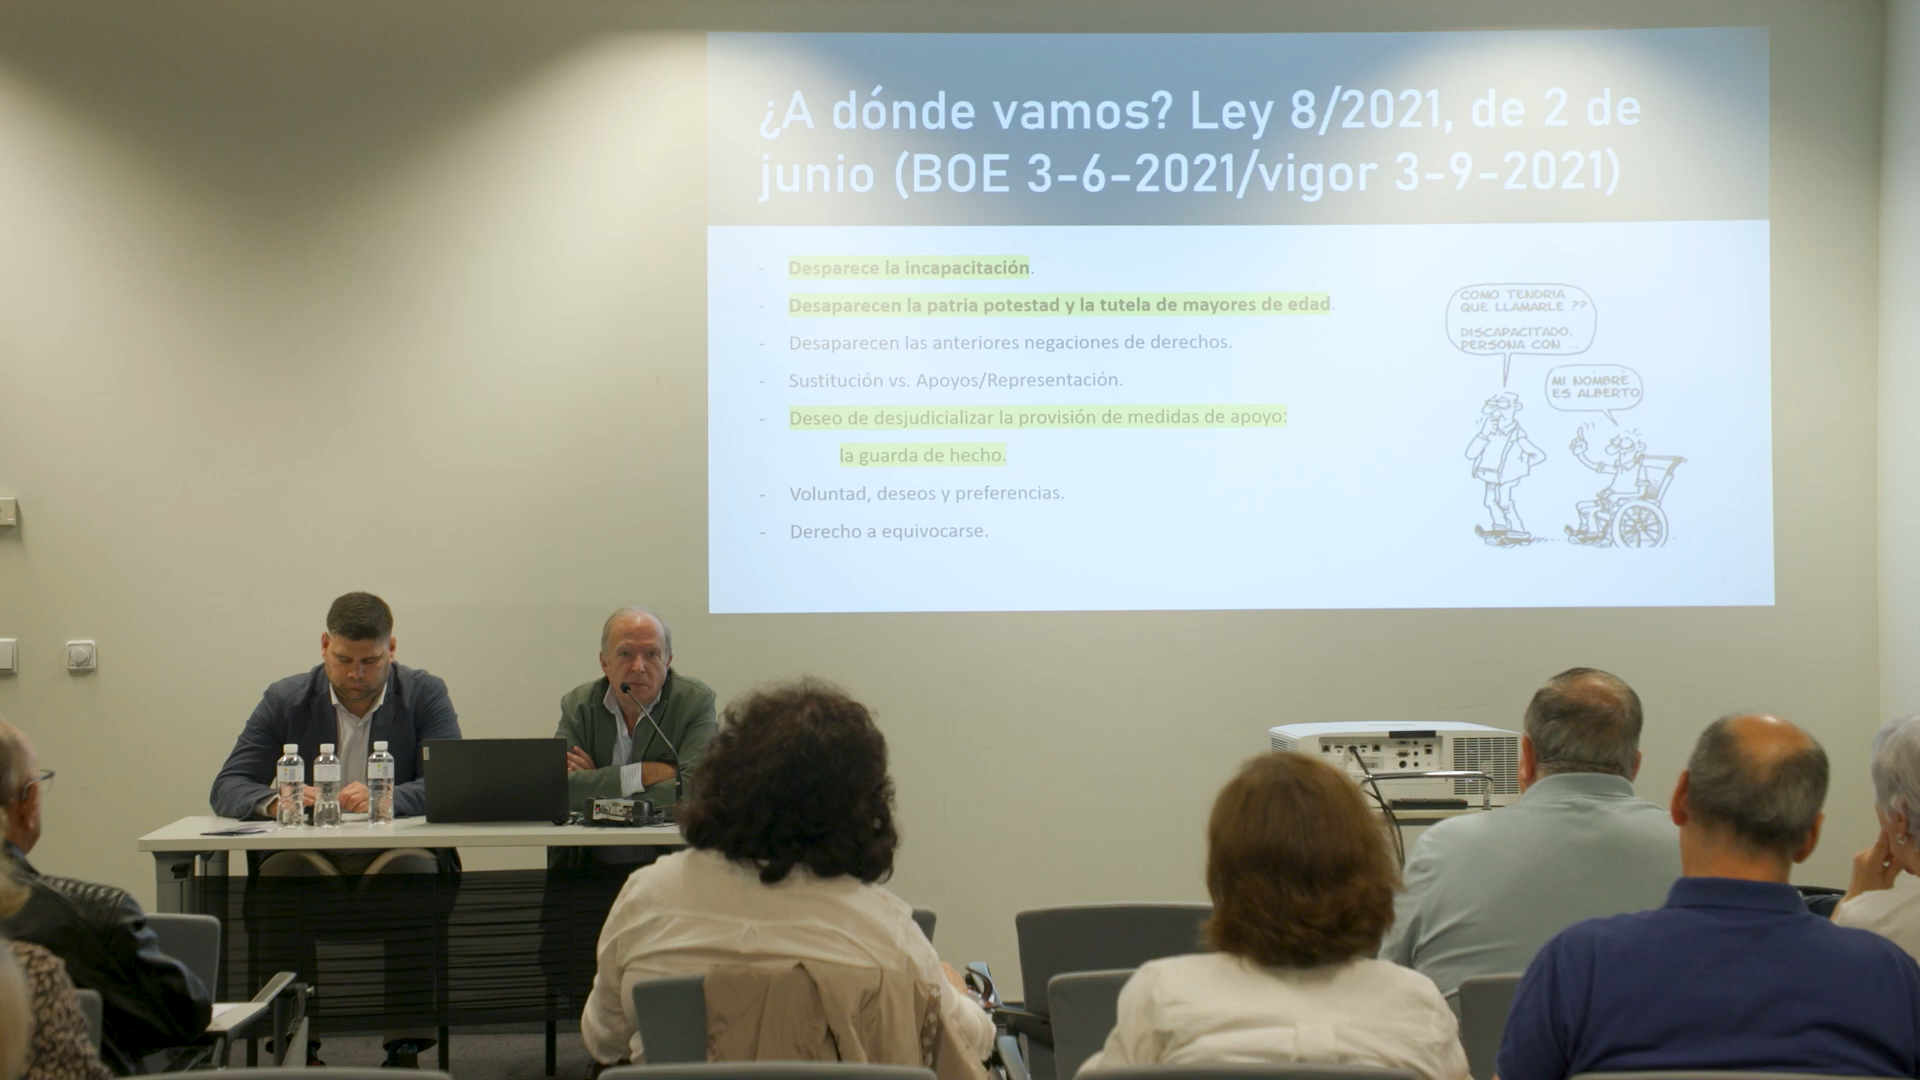 ¿A dónde vamos? Ley 8/2021, de 2 de
junio (BOE 3-6-2021/vigor 3-9-2021)
- Desparece la incapacitación.
- Desaparecen la patria potestad y la tutela de mayores de edad.
- Desaparecen las anteriores negaciones de derechos.
- Sustitución vs. Apoyos/Representación.
- Deseo de desjudicializar la provisión de medidas de apoyo:
la guarda de hecho.
- Voluntad, deseos y preferencias.
- Derecho a equivocarse.
COMO TENDRIA
QUE LLAMARLE ??
DISCAPACITADO,
PERSONA CON ...
MI NOMBRE
ES ALBERTO